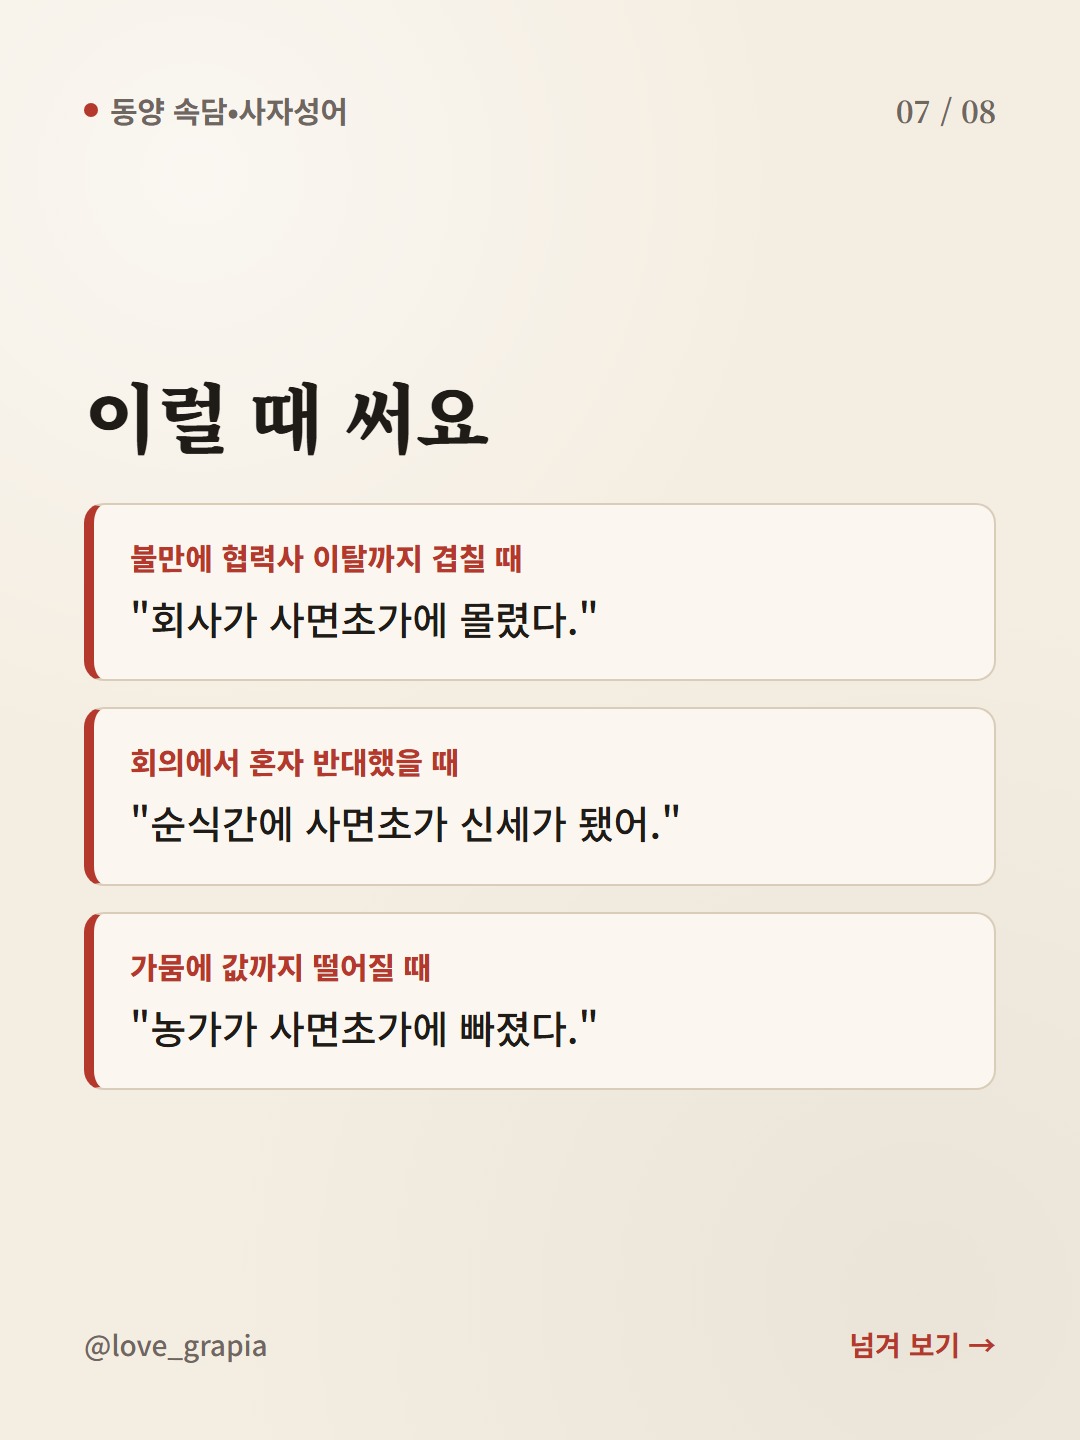 동양 속담•사자성어
07 / 08
이럴 때 써요
불만에 협력사 이탈까지 겹칠 때
"회사가 사면초가에 몰렸다."
회의에서 혼자 반대했을 때
"순식간에 사면초가 신세가 됐어."
가뭄에 값까지 떨어질 때
"농가가 사면초가에 빠졌다."
@love_grapia
넘겨 보기 →